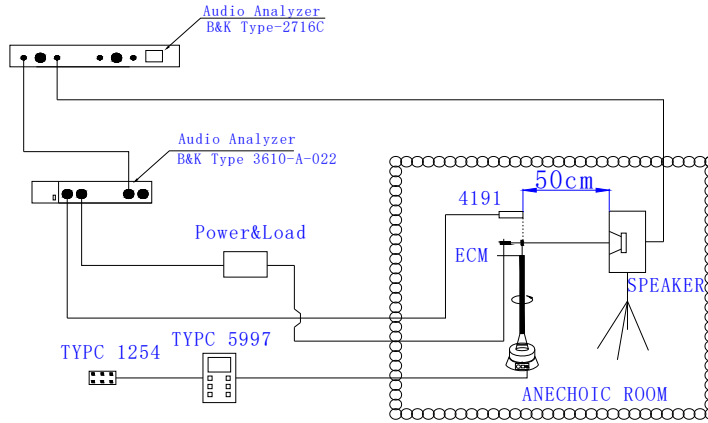 Audio Analyzer
B&K Type-2716C
Audio Analyzer
B&K Type 3610-A-022
50cm
4191
Power&Load
ECM
SPEAKER
TYPC 5997
TYPC 1254
ANECHOIC ROOM